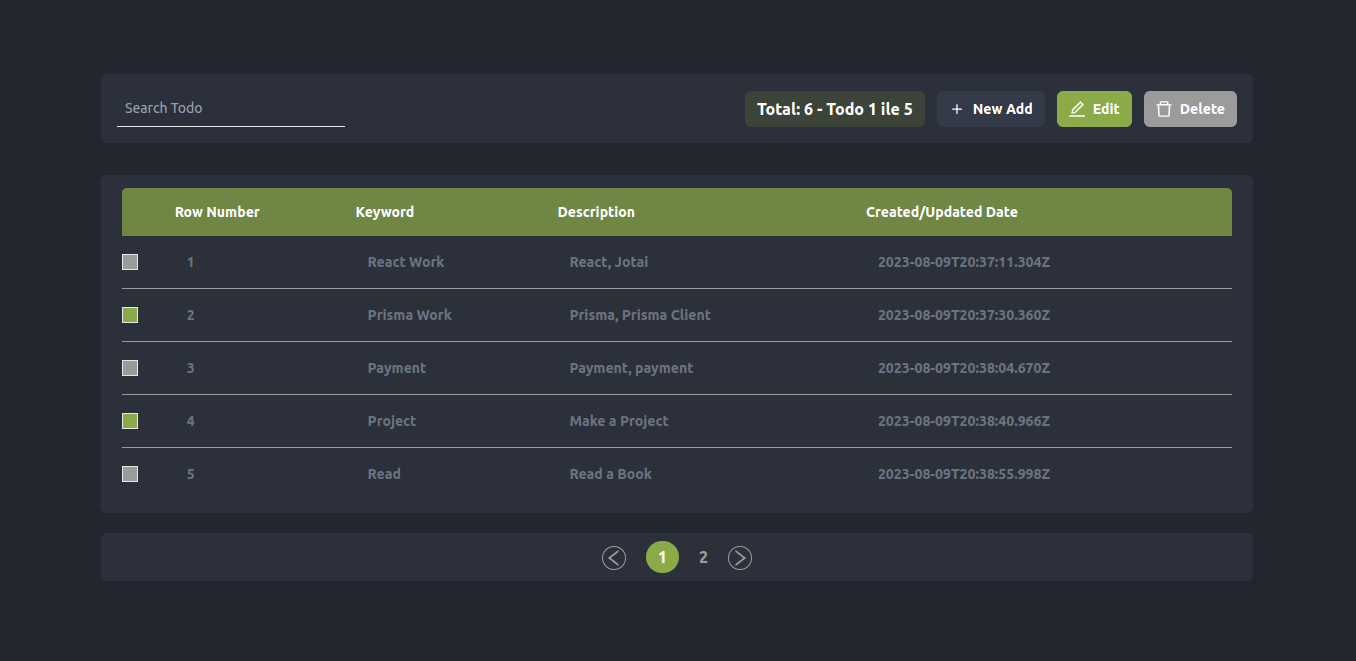 Search Todo Total: 6 - Todo 1 ile 5 + New Add Edit Delete
Row Number Keyword Description Created/Updated Date
1 React Work React, Jotai 2023-08-09T20:37:11.304Z
2 Prisma Work Prisma, Prisma Client 2023-08-09T20:37:30.360Z
3 Payment Payment, payment 2023-08-09T20:38:04.670Z
4 Project Make a Project 2023-08-09T20:38:40.966Z
5 Read Read a Book 2023-08-09T20:38:55.998Z
1 2